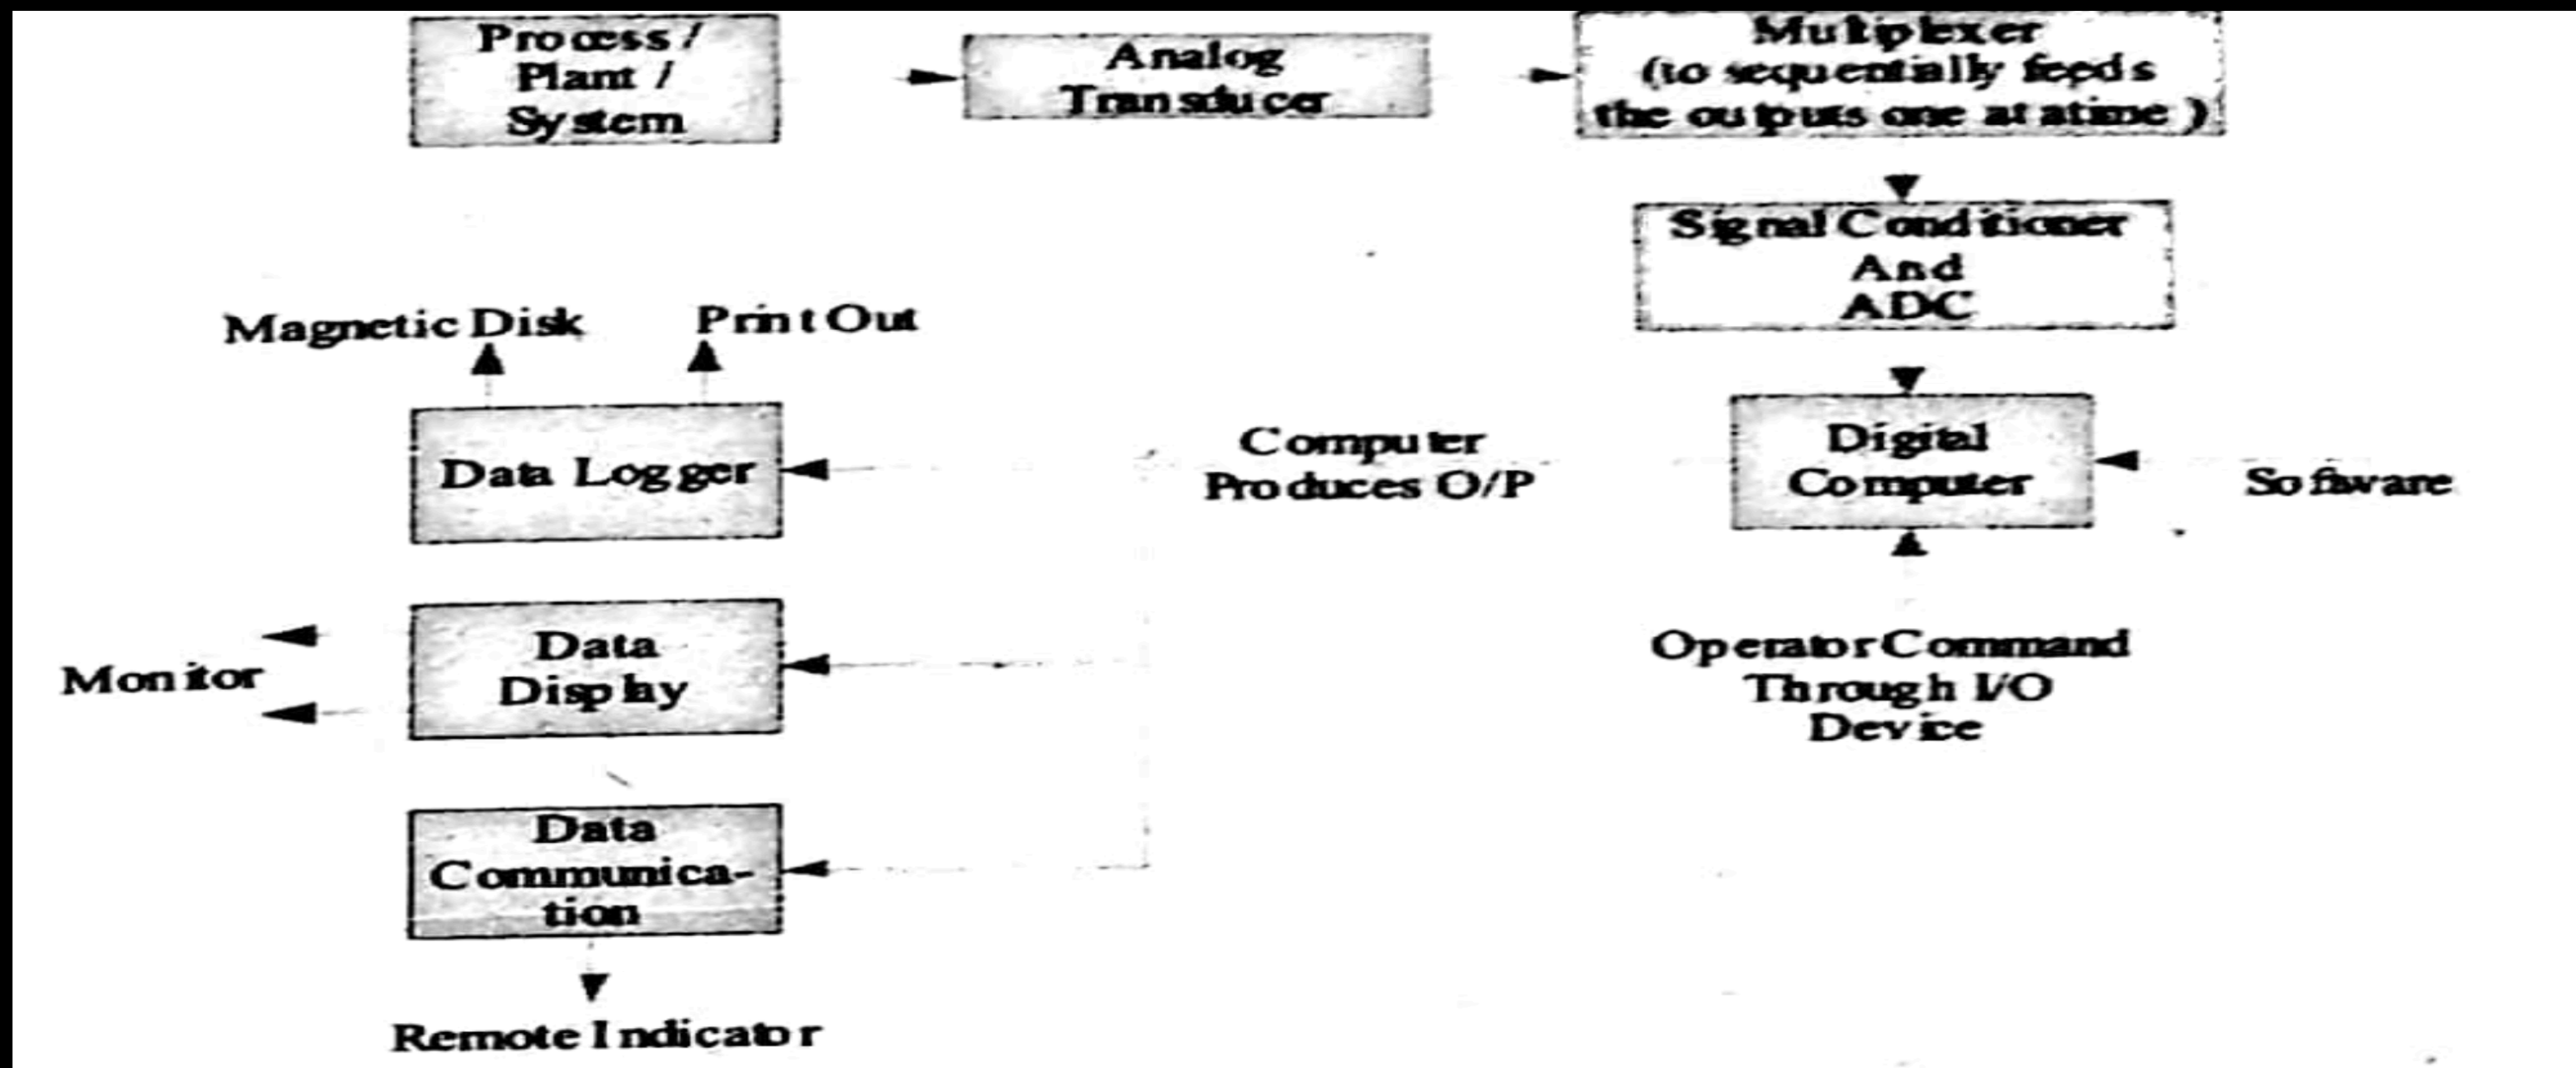 Process /
Plant /
System
Analog
Transducer
Multiplexer
(to sequentially feeds
the outputs one at atime )
Signal Conditioner
And
ADC
Magnetic Disk
Print Out
Data Logger
Computer
Produces O/P
Digital
Computer
Software
Monitor
Data
Display
Operator Command
Through I/O
Device
Data
Communica-
tion
Remote Indicator